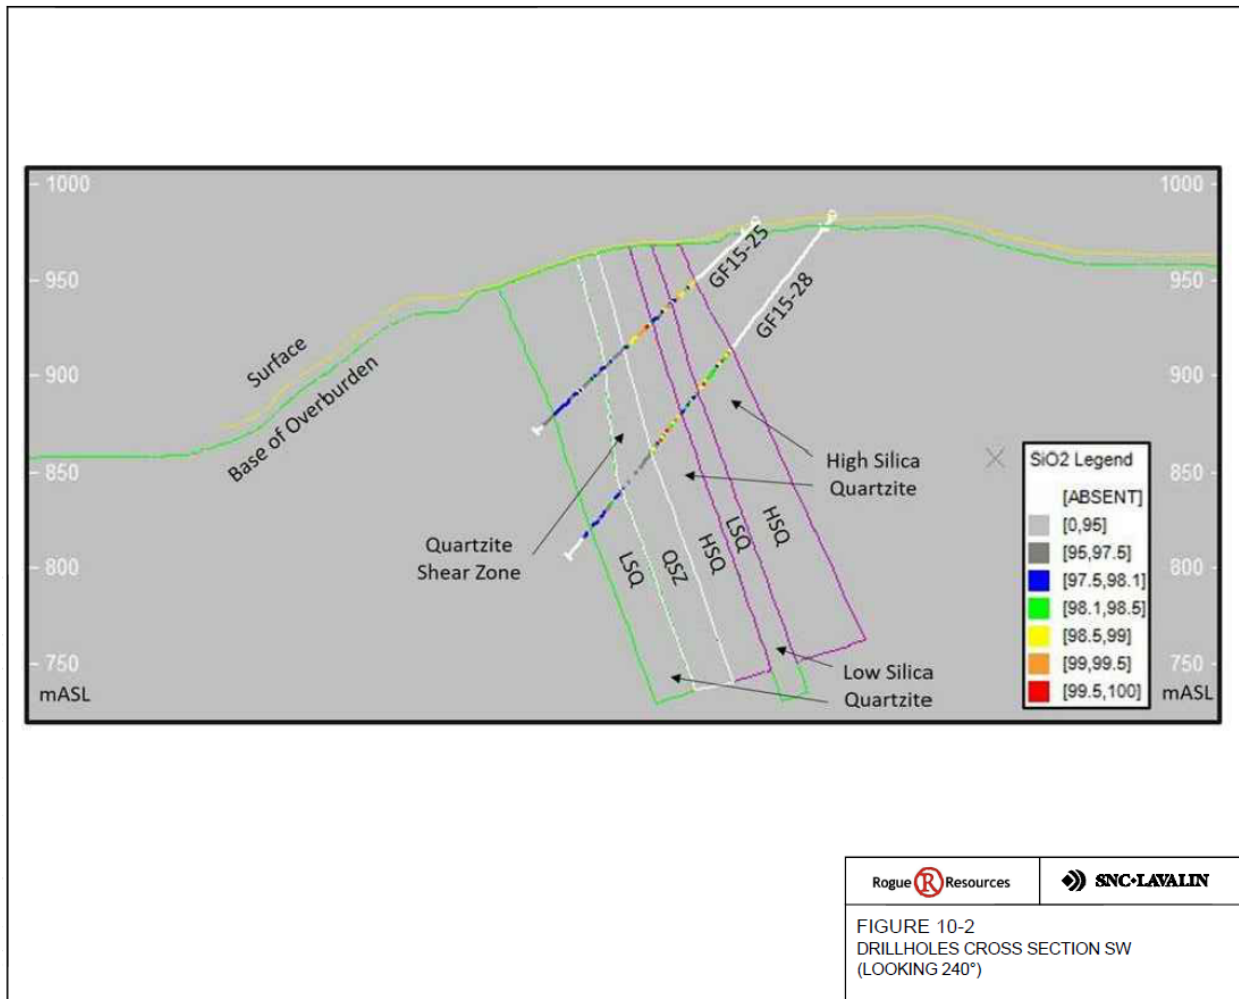 1000
1000
950
950
900
900
850
850
800
800
750
750
mASL
mASL
GF15-25
GF15-28
Surface
Base of Overburden
High Silica
Quartzite
Quartzite
Shear Zone
LSQ
QSZ
HSQ
LSQ
HSQ
Low Silica
Quartzite
SiO2 Legend
[ABSENT]
[0,95]
[95,97.5]
[97.5,98.1]
[98.1,98.5]
[98.5,99]
[99,99.5]
[99.5,100]
Rogue R Resources
SNC•LAVALIN
FIGURE 10-2
DRILLHOLES CROSS SECTION SW
(LOOKING 240°)